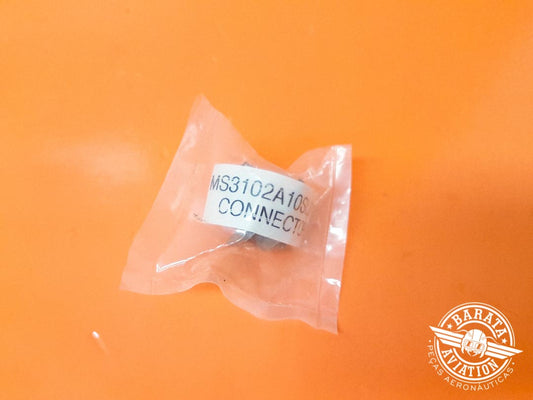 MS3102A10S
CONNECT
BARATA
AVIATION
PEÇAS AERONÁUTICAS